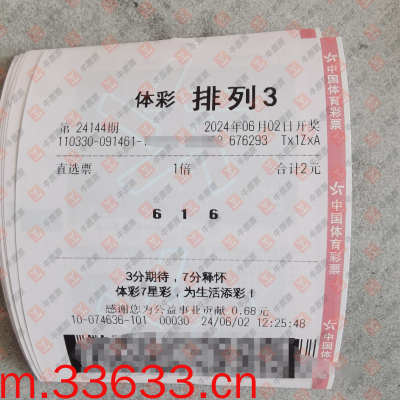 体彩 排列3
第 24144期 2024年06月02日开奖
110330-091461- 676293 Tx1ZxA
直选票 1倍 合计2元
6 1 6
3分期待，7分释怀
体彩7星彩，为生活添彩！
感谢您为公益事业贡献 0.68元
10-074636-101 00030 24/06/02 12:25:48
中国体育彩票
中国体育彩票
m.33633.cn